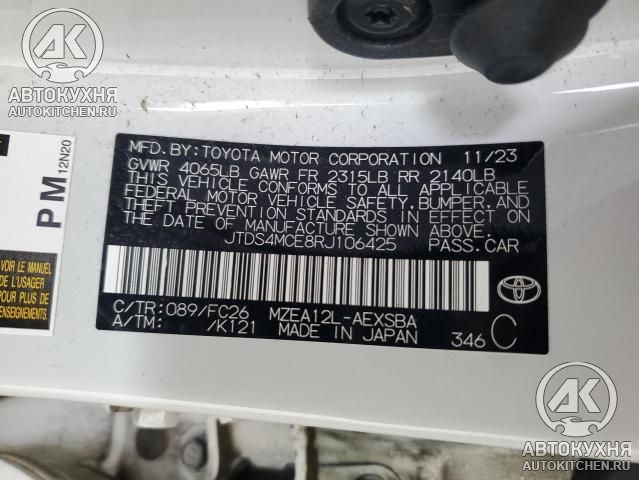 АК
АВТОКУХНЯ
AUTOKITCHEN.RU
MFD. BY: TOYOTA MOTOR CORPORATION 11/23
GVWR 4065LB GAWR FR 2315LB RR 2140LB
THIS VEHICLE CONFORMS TO ALL APPLICABLE
FEDERAL MOTOR VEHICLE SAFETY, BUMPER, AND
THEFT PREVENTION STANDARDS IN EFFECT ON
THE DATE OF MANUFACTURE SHOWN ABOVE.
JTDS4MCE8RJ106425 PASS. CAR
C/TR: 089/FC26 MZEA12L-AEXSBA
A/TM: /K121 MADE IN JAPAN 346 C
TOYOTA
PM 12N20
VOIR LE MANUEL
POUR PLUS DE
RENSEIGNEMENTS
АК
АВТОКУХНЯ
AUTOKITCHEN.RU